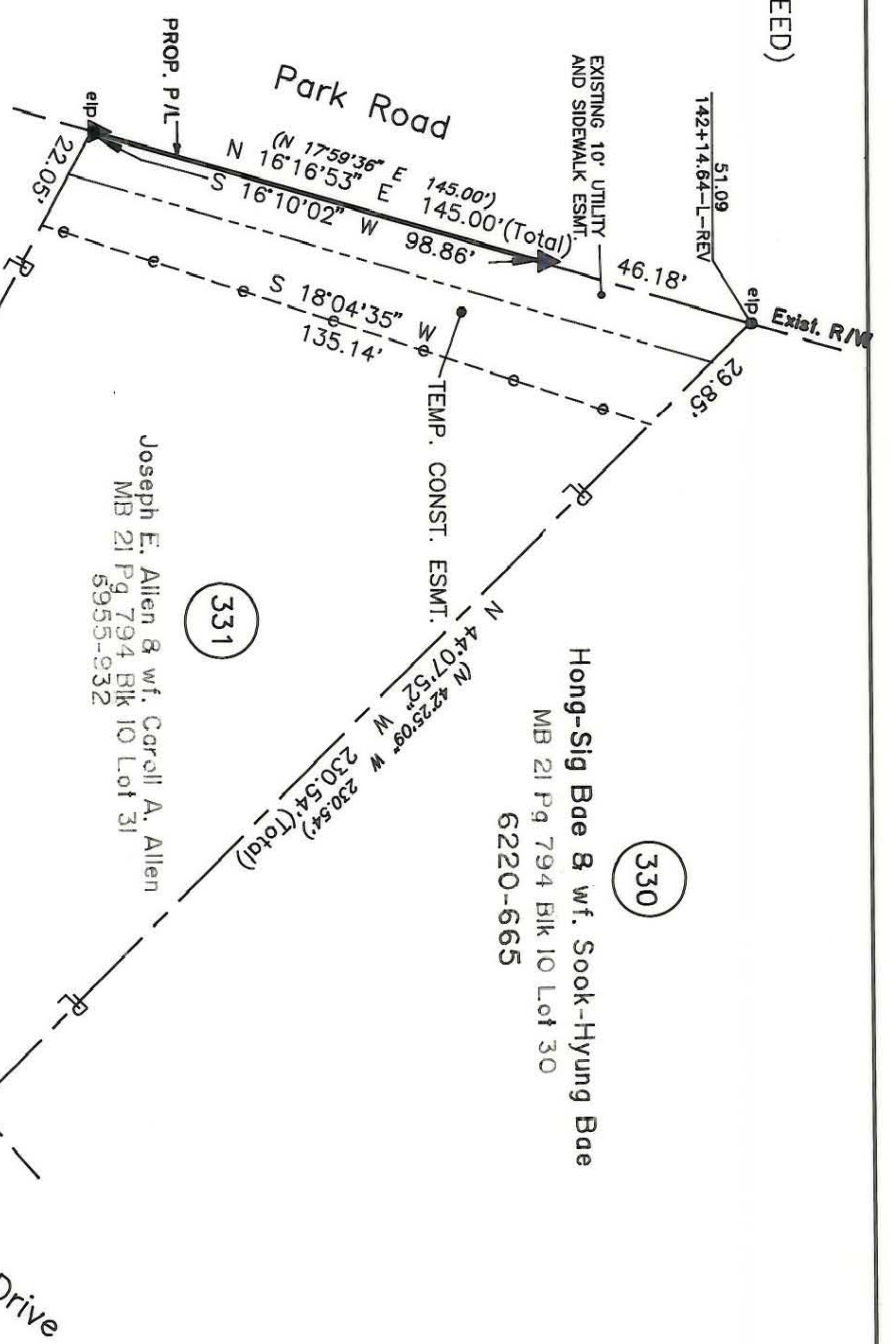 EED)
51.09
142+14.64-L-REV
EXISTING 10' UTILITY
AND SIDEWALK ESMT.
PROP. P/L
Park Road
elp
elp
Exist. R/W
(N 17°59'36" E 145.00')
N 16°16'53" E 145.00'(Total)
S 16°10'02" W 98.86'
46.18'
22.05'
29.85'
S 18°04'35" W
135.14'
TEMP. CONST. ESMT.
N 44°07'52" W 230.54'(Total)
(N 42°25'09" W 230.54')
331
Joseph E. Allen & wf. Caroll A. Allen
MB 21 Pg 794 Blk 10 Lot 31
5955-932
330
Hong-Sig Bae & wf. Sook-Hyung Bae
MB 21 Pg 794 Blk 10 Lot 30
6220-665
Drive